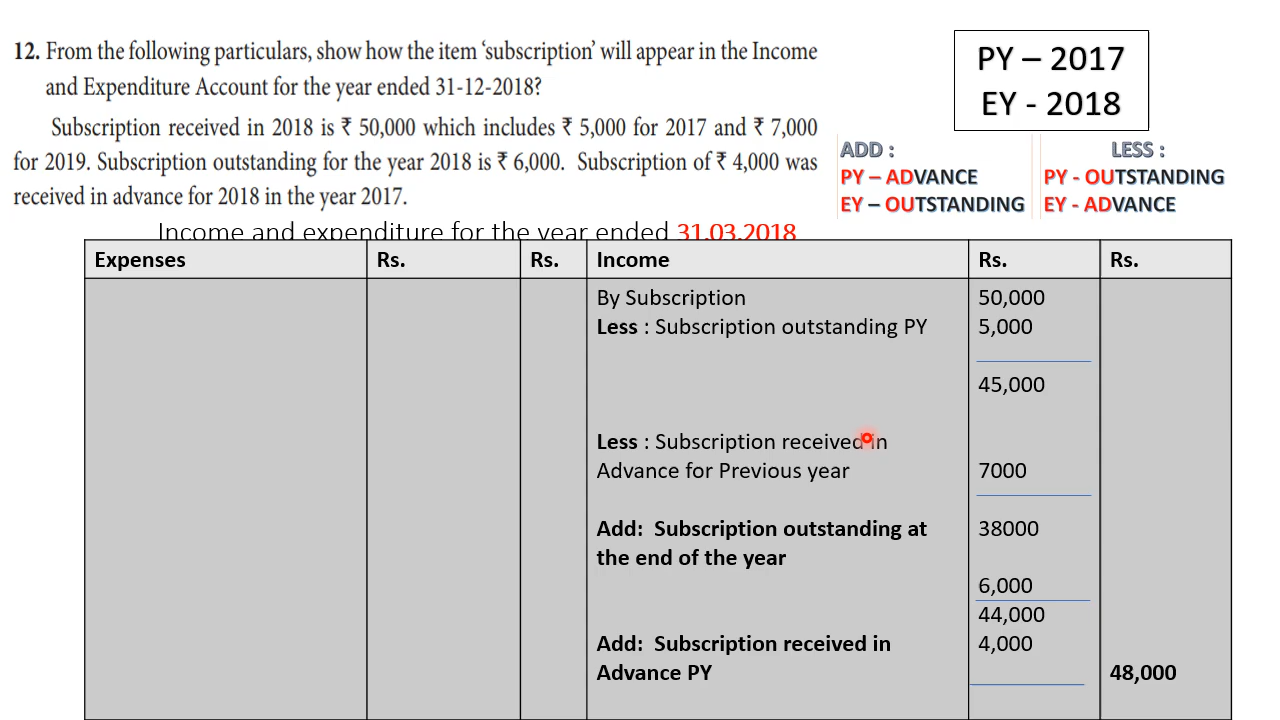 12. From the following particulars, show how the item ‘subscription’ will appear in the Income
and Expenditure Account for the year ended 31-12-2018?
Subscription received in 2018 is ₹ 50,000 which includes ₹ 5,000 for 2017 and ₹ 7,000
for 2019. Subscription outstanding for the year 2018 is ₹ 6,000. Subscription of ₹ 4,000 was
received in advance for 2018 in the year 2017.
PY – 2017
EY - 2018
ADD :
PY – ADVANCE
EY – OUTSTANDING
LESS :
PY - OUTSTANDING
EY - ADVANCE
Income and expenditure for the year ended 31.03.2018
Expenses Rs. Rs. Income Rs. Rs.
By Subscription 50,000
Less : Subscription outstanding PY 5,000
45,000
Less : Subscription received in
Advance for Previous year 7000
Add: Subscription outstanding at 38000
the end of the year
6,000
44,000
Add: Subscription received in 4,000
Advance PY 48,000